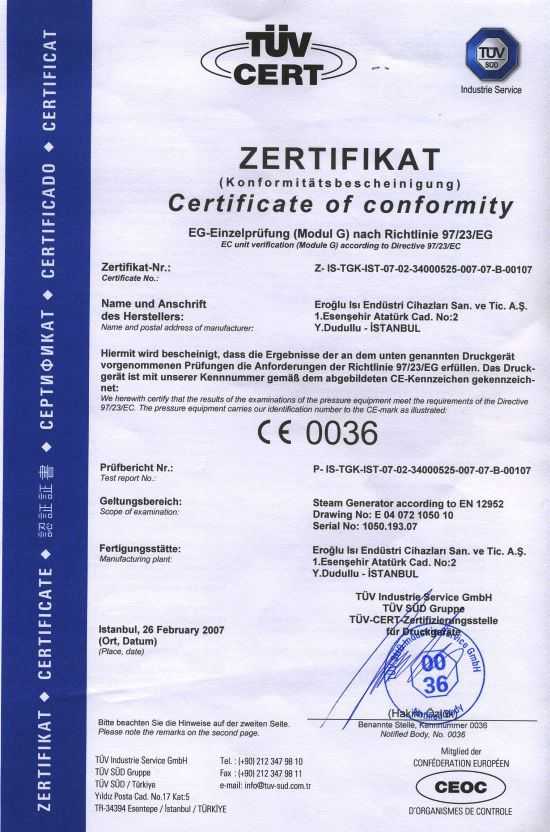 TÜV
CERT
TÜV
SÜD
Industrie Service
ZERTIFIKAT
(Konformitätsbescheinigung)
Certificate of conformity
EG-Einzelprüfung (Modul G) nach Richtlinie 97/23/EG
EC unit verification (Module G) according to Directive 97/23/EC
Zertifikat-Nr.: Z- IS-TGK-IST-07-02-34000525-007-07-B-00107
Certificate No.:
Name und Anschrift Eroğlu Isı Endüstri Cihazları San. ve Tic. A.Ş.
des Herstellers: 1.Esenşehir Atatürk Cad. No:2
Name and postal address of manufacturer: Y.Dudullu - İSTANBUL
Hiermit wird bescheinigt, dass die Ergebnisse der an dem unten genannten Druckgerät
vorgenommenen Prüfungen die Anforderungen der Richtlinie 97/23/EG erfüllen. Das Druck-
gerät ist mit unserer Kennnummer gemäß dem abgebildeten CE-Kennzeichen gekennzeich-
net:
We herewith certify that the results of the examinations of the pressure equipment meet the requirements of the Directive
97/23/EC. The pressure equipment carries our identification number to the CE-mark as illustrated:
CE 0036
Prüfbericht Nr.: P- IS-TGK-IST-07-02-34000525-007-07-B-00107
Test report No.:
Geltungsbereich: Steam Generator according to EN 12952
Scope of examination: Drawing No: E 04 072 1050 10
Serial No: 1050.193.07
Fertigungsstätte: Eroğlu Isı Endüstri Cihazları San. ve Tic. A.Ş.
Manufacturing plant: 1.Esenşehir Atatürk Cad. No:2
Y.Dudullu - İSTANBUL
TÜV Industrie Service GmbH
TÜV SÜD Gruppe
TÜV-CERT-Zertifizierungsstelle
für Druckgeräte
Istanbul, 26 February 2007
(Ort, Datum)
(Place, date)
TÜV SÜD Industrie Service GmbH
00
36
Notified Body
Bitte beachten Sie die Hinweise auf der zweiten Seite.
Please note the remarks on the second page.
Benannte Stelle, Kennnummer 0036
Notified Body, No. 0036
TÜV Industrie Service GmbH
TÜV SÜD Gruppe
TÜV SÜD / Türkiye
Yıldız Posta Cad. No.17 Kat:5
TR-34394 Esentepe / İstanbul / TÜRKİYE
Tel. : (+90) 212 347 98 10
Fax : (+90) 212 347 98 11
e-mail: info@tuv-sud.com.tr
Mitglied der
CONFÉDÉRATION EUROPÉEN
CEOC
D'ORGANISMES DE CONTROLE
ZERTIFIKAT ◆ CERTIFICATE ◆ 認証証書 ◆ СЕРТИФИКАТ ◆ CERTIFICADO ◆ CERTIFICAT